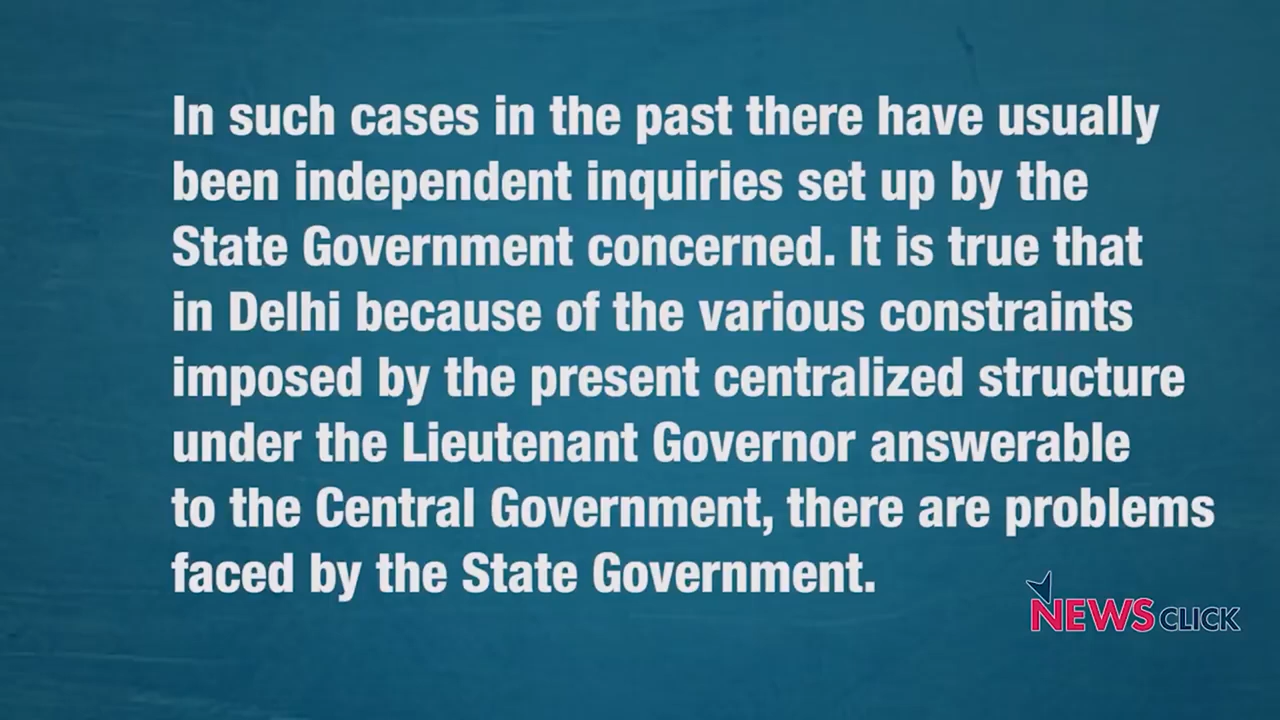 In such cases in the past there have usually
been independent inquiries set up by the
State Government concerned. It is true that
in Delhi because of the various constraints
imposed by the present centralized structure
under the Lieutenant Governor answerable
to the Central Government, there are problems
faced by the State Government.
NEWSCLICK